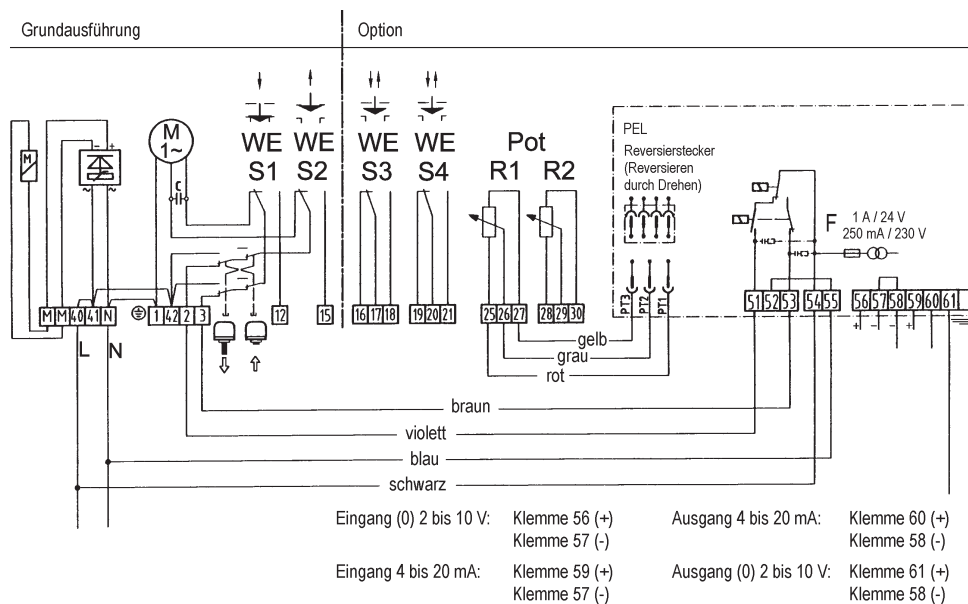 Grundausführung
Option
M
1~
C
M
- +
~ ~
WE
S1
WE
S2
WE
S3
WE
S4
Pot
R1 R2
PEL
Reversierstecker
(Reversieren
durch Drehen)
F
1 A / 24 V
250 mA / 230 V
PT3 PT2 PT1
M M 40 41 N
1 42 2 3
12
15
16 17 18
19 20 21
25 26 27
28 29 30
51 52 53
54 55
56 57 58 59 60 61
+ - - +
L N
gelb
grau
rot
braun
violett
blau
schwarz
Eingang (0) 2 bis 10 V: Klemme 56 (+)
Klemme 57 (-)
Ausgang 4 bis 20 mA: Klemme 60 (+)
Klemme 58 (-)
Eingang 4 bis 20 mA: Klemme 59 (+)
Klemme 57 (-)
Ausgang (0) 2 bis 10 V: Klemme 61 (+)
Klemme 58 (-)